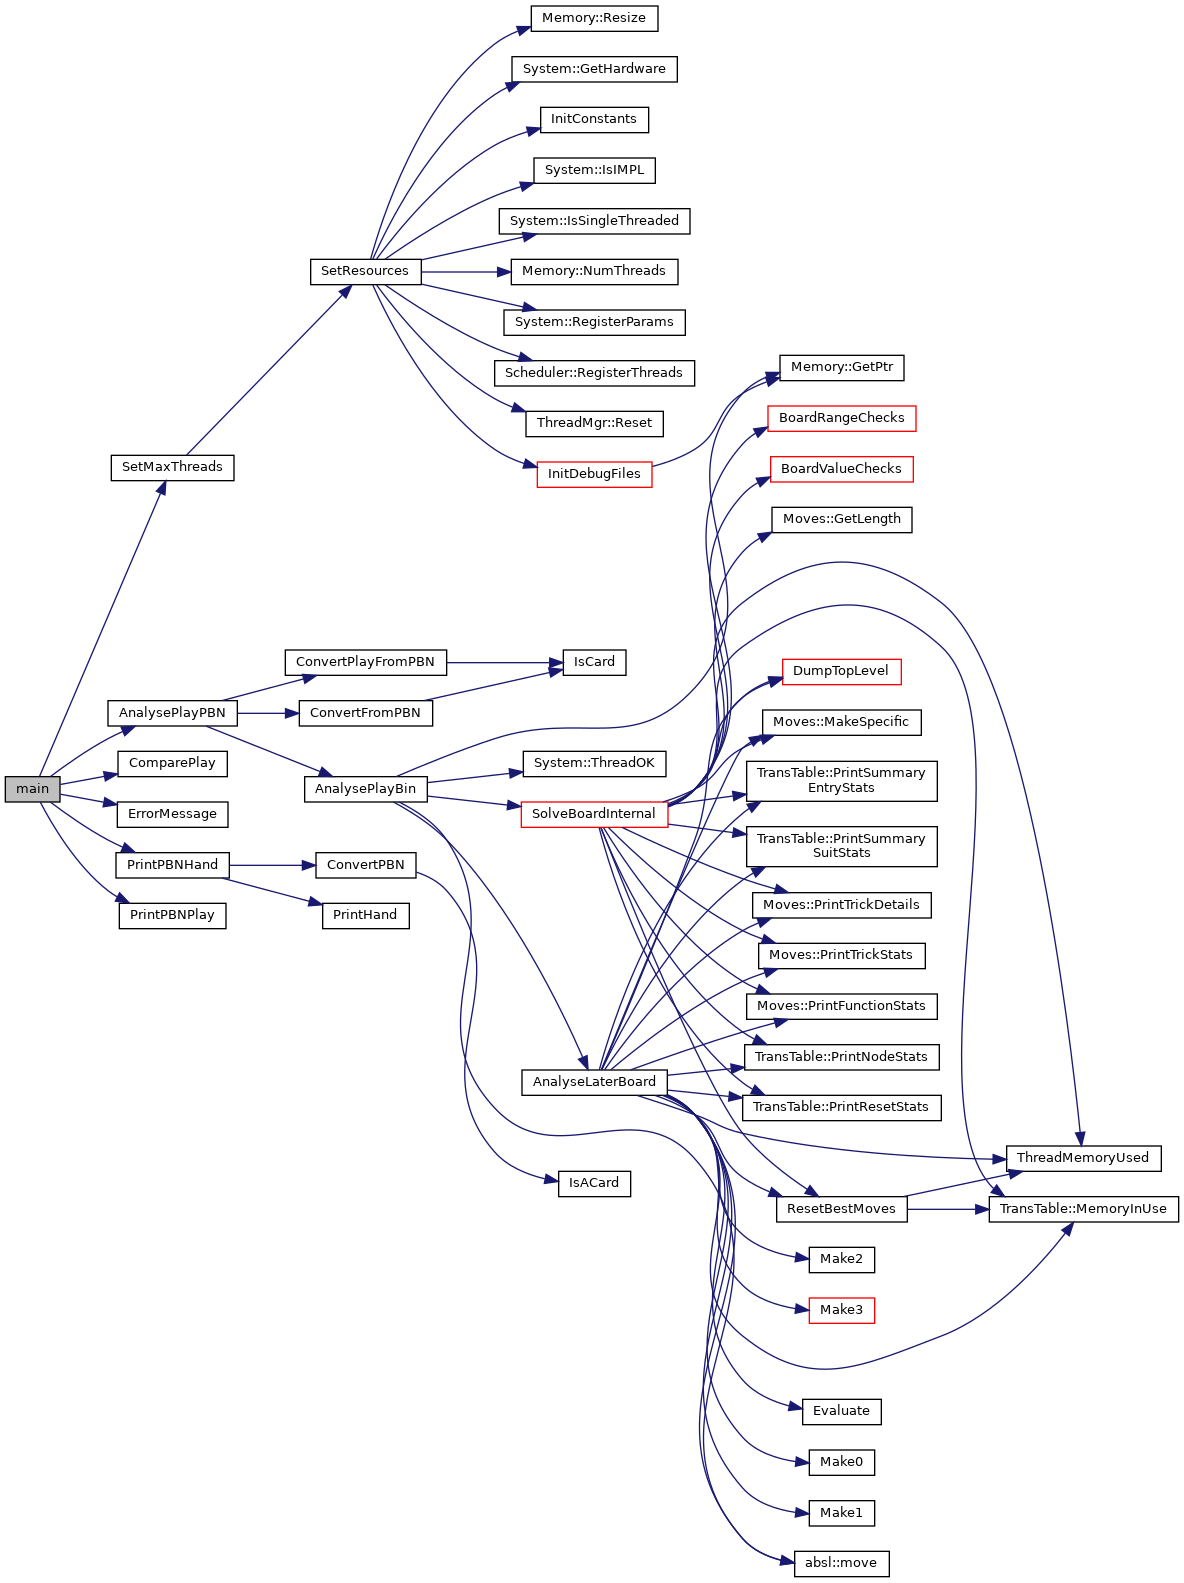 Memory::Resize
System::GetHardware
InitConstants
System::IsIMPL
System::IsSingleThreaded
SetResources
Memory::NumThreads
System::RegisterParams
Memory::GetPtr
Scheduler::RegisterThreads
BoardRangeChecks
ThreadMgr::Reset
SetMaxThreads
InitDebugFiles
BoardValueChecks
Moves::GetLength
ConvertPlayFromPBN
IsCard
DumpTopLevel
AnalysePlayPBN
ConvertFromPBN
Moves::MakeSpecific
ComparePlay
System::ThreadOK
TransTable::PrintSummary
EntryStats
main
AnalysePlayBin
ErrorMessage
SolveBoardInternal
TransTable::PrintSummary
SuitStats
PrintPBNHand
ConvertPBN
Moves::PrintTrickDetails
PrintPBNPlay
PrintHand
Moves::PrintTrickStats
Moves::PrintFunctionStats
TransTable::PrintNodeStats
AnalyseLaterBoard
TransTable::PrintResetStats
ThreadMemoryUsed
IsACard
ResetBestMoves
TransTable::MemoryInUse
Make2
Make3
Evaluate
Make0
Make1
absl::move